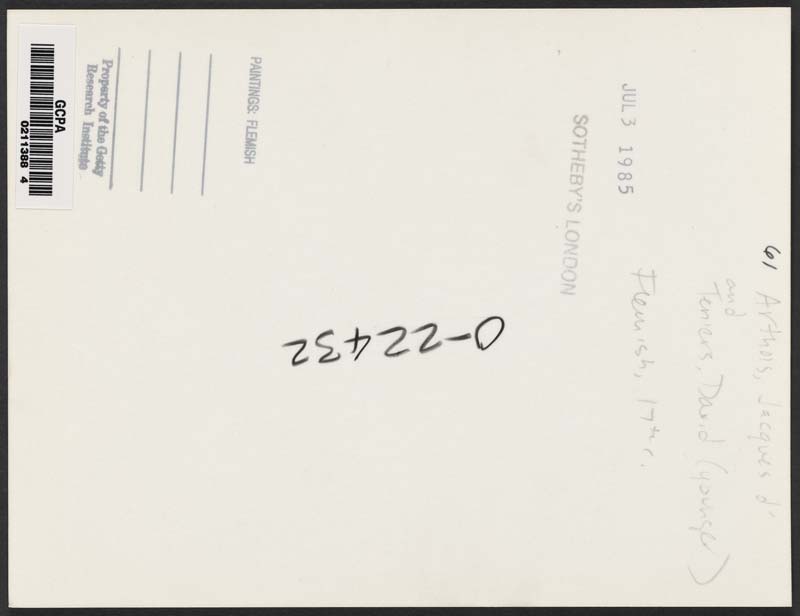 61 Arthois, Jacques d'
and
Teniers, David (younger)
Flemish, 17th c.
JUL 3 1985
SOTHEBY'S LONDON
0-22432
PAINTINGS: FLEMISH
Property of the Getty
Research Institute
GCPA
0211388 4